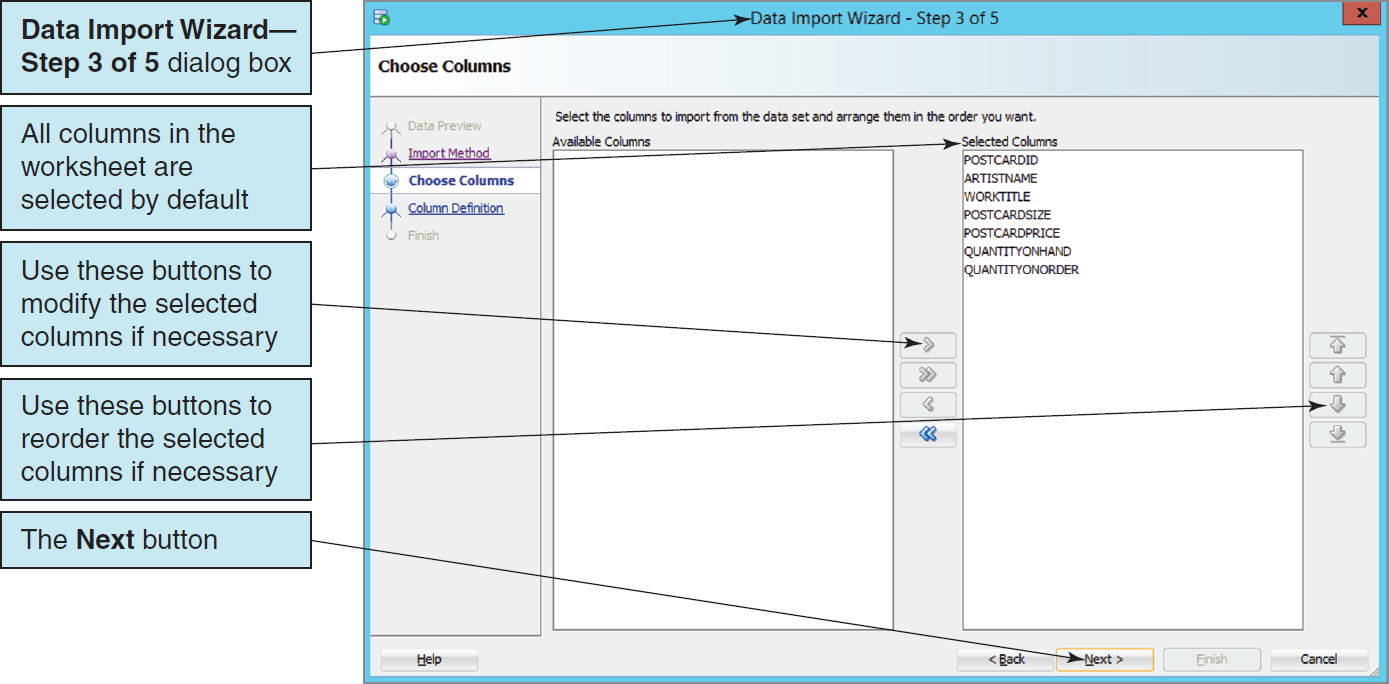 Data Import Wizard—
Step 3 of 5 dialog box
All columns in the
worksheet are
selected by default
Use these buttons to
modify the selected
columns if necessary
Use these buttons to
reorder the selected
columns if necessary
The Next button
Data Import Wizard - Step 3 of 5
x
Choose Columns
Data Preview
Import Method
Choose Columns
Column Definition
Finish
Select the columns to import from the data set and arrange them in the order you want.
Available Columns
Selected Columns
POSTCARDID
ARTISTNAME
WORKTITLE
POSTCARDSIZE
POSTCARDPRICE
QUANTITYONHAND
QUANTITYONORDER
Help
< Back
Next >
Finish
Cancel